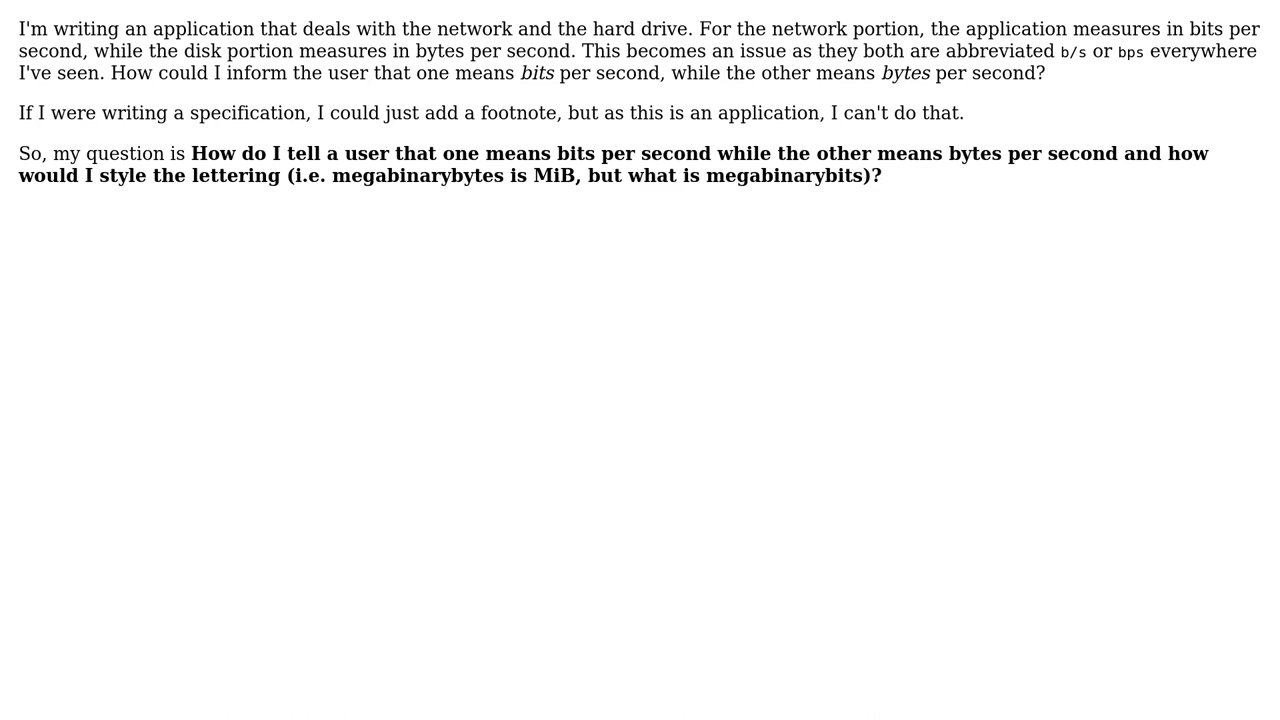 I'm writing an application that deals with the network and the hard drive. For the network portion, the application measures in bits per
second, while the disk portion measures in bytes per second. This becomes an issue as they both are abbreviated b/s or bps everywhere
I've seen. How could I inform the user that one means bits per second, while the other means bytes per second?
If I were writing a specification, I could just add a footnote, but as this is an application, I can't do that.
So, my question is How do I tell a user that one means bits per second while the other means bytes per second and how
would I style the lettering (i.e. megabinarybytes is MiB, but what is megabinarybits)?